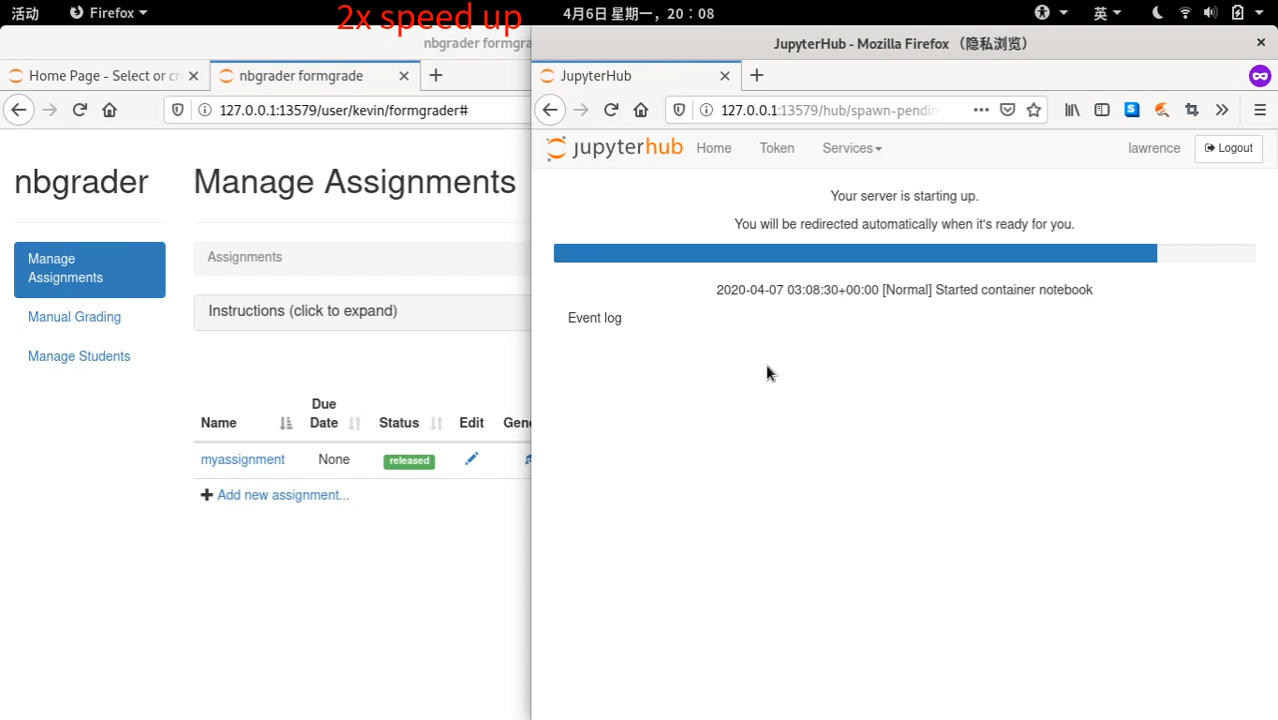 活动
Firefox
2x speed up
4月6日 星期一，20：08
英
nbgrader formgra
JupyterHub - Mozilla Firefox （隐私浏览）
Home Page - Select or cr
nbgrader formgrade
JupyterHub
127.0.0.1:13579/user/kevin/formgrader#
127.0.0.1:13579/hub/spawn-pendin
nbgrader
Manage Assignments
Manage
Assignments
Manual Grading
Manage Students
Assignments
Instructions (click to expand)
Name
Due
Date
Status
Edit
Gene
myassignment
None
released
Add new assignment...
jupyterhub
Home
Token
Services
lawrence
Logout
Your server is starting up.
You will be redirected automatically when it's ready for you.
2020-04-07 03:08:30+00:00 [Normal] Started container notebook
Event log